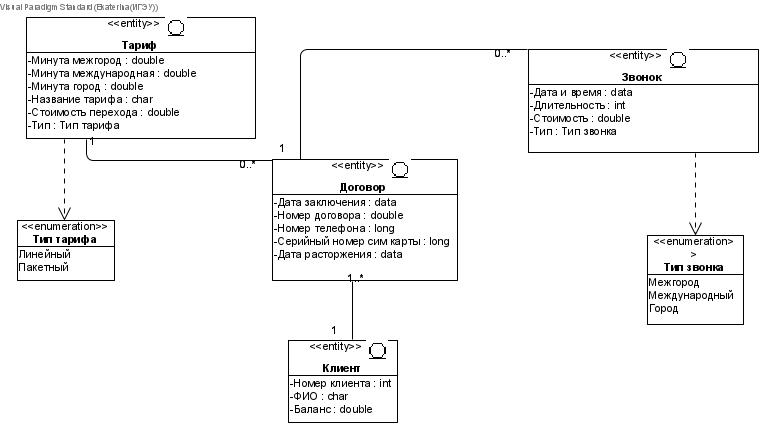 Visual Paradigm Standard (Ekaterina(ИГЭУ))
<<entity>>
Тариф
-Минута межгород : double
-Минута международная : double
-Минута город : double
-Название тарифа : char
-Стоимость перехода : double
-Тип : Тип тарифа
0..*
<<entity>>
Звонок
-Дата и время : data
-Длительность : int
-Стоимость : double
-Тип : Тип звонка
1
0..*
1
<<entity>>
Договор
-Дата заключения : data
-Номер договора : double
-Номер телефона : long
-Серийный номер сим карты : long
-Дата расторжения : data
1..*
<<enumeration>>
Тип тарифа
Линейный
Пакетный
<<enumeration>
>
Тип звонка
Межгород
Международный
Город
1
<<entity>>
Клиент
-Номер клиента : int
-ФИО : char
-Баланс : double